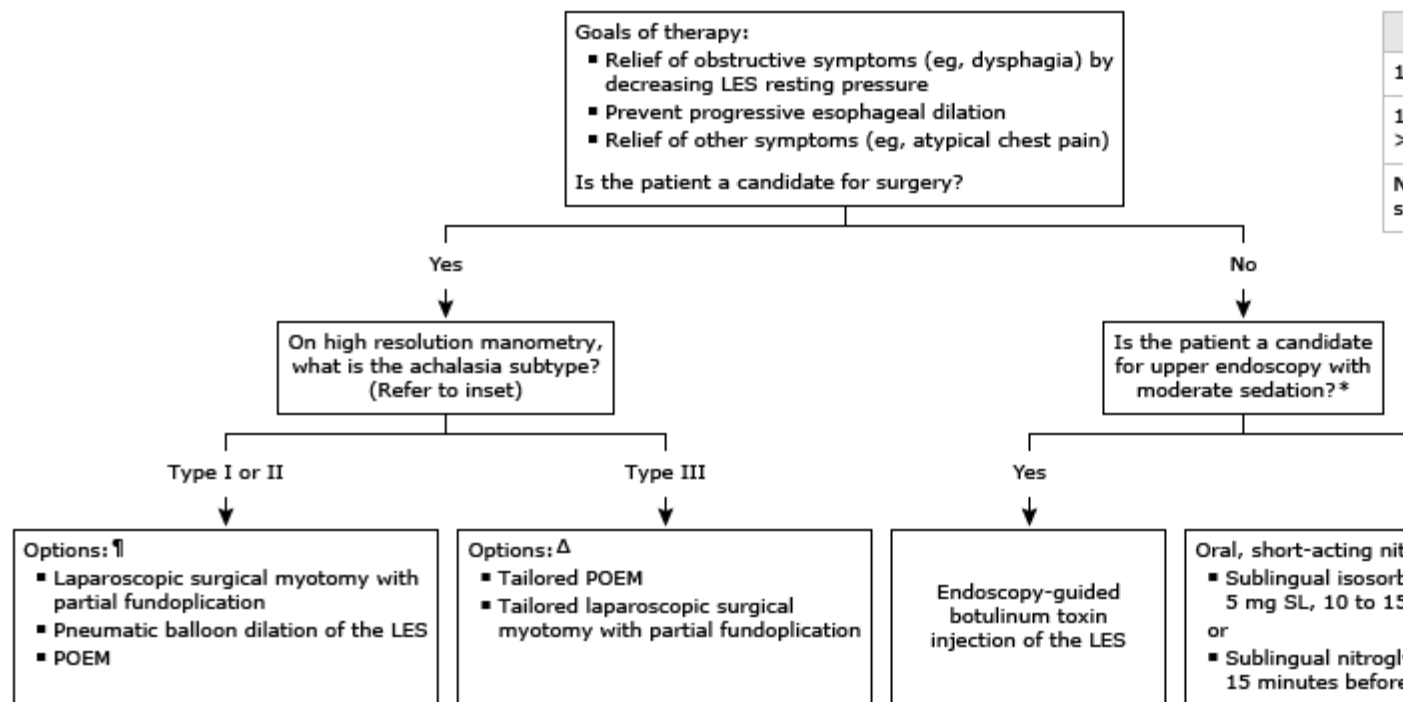 Goals of therapy:
▪ Relief of obstructive symptoms (eg, dysphagia) by
decreasing LES resting pressure
▪ Prevent progressive esophageal dilation
▪ Relief of other symptoms (eg, atypical chest pain)
Is the patient a candidate for surgery?
Yes
No
On high resolution manometry,
what is the achalasia subtype?
(Refer to inset)
Is the patient a candidate
for upper endoscopy with
moderate sedation?*
Type I or II
Type III
Yes
Options:¶
▪ Laparoscopic surgical myotomy with
partial fundoplication
▪ Pneumatic balloon dilation of the LES
▪ POEM
Options:Δ
▪ Tailored POEM
▪ Tailored laparoscopic surgical
myotomy with partial fundoplication
Endoscopy-guided
botulinum toxin
injection of the LES
Oral, short-acting
▪ Sublingual
5 mg SL, 10 to
or
▪ Sublingual
15 minutes before